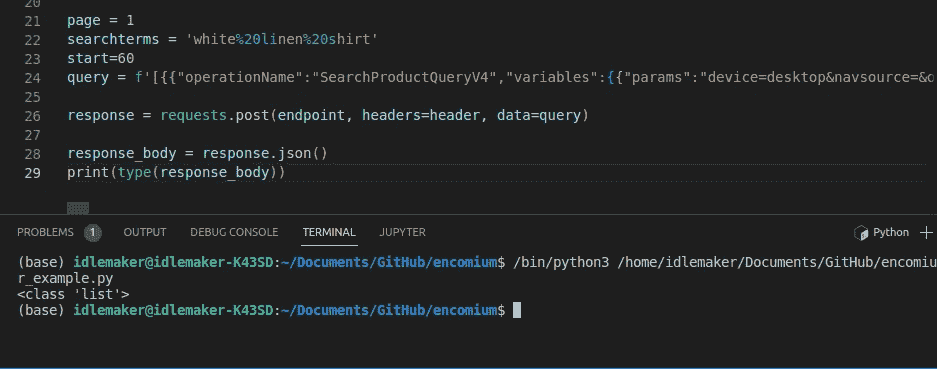 20
21 page = 1
22 searchterms = 'white%20linen%20shirt'
23 start=60
24 query = f'[{{"operationName":"SearchProductQueryV4","variables":{{"params":"device=desktop&navsource=&
25
26 response = requests.post(endpoint, headers=header, data=query)
27
28 response_body = response.json()
29 print(type(response_body))
PROBLEMS 1 OUTPUT DEBUG CONSOLE TERMINAL JUPYTER Python
(base) idlemaker@idlemaker-K43SD:~/Documents/GitHub/encomium$ /bin/python3 /home/idlemaker/Documents/GitHub/encomiu
r_example.py
<class 'list'>
(base) idlemaker@idlemaker-K43SD:~/Documents/GitHub/encomium$